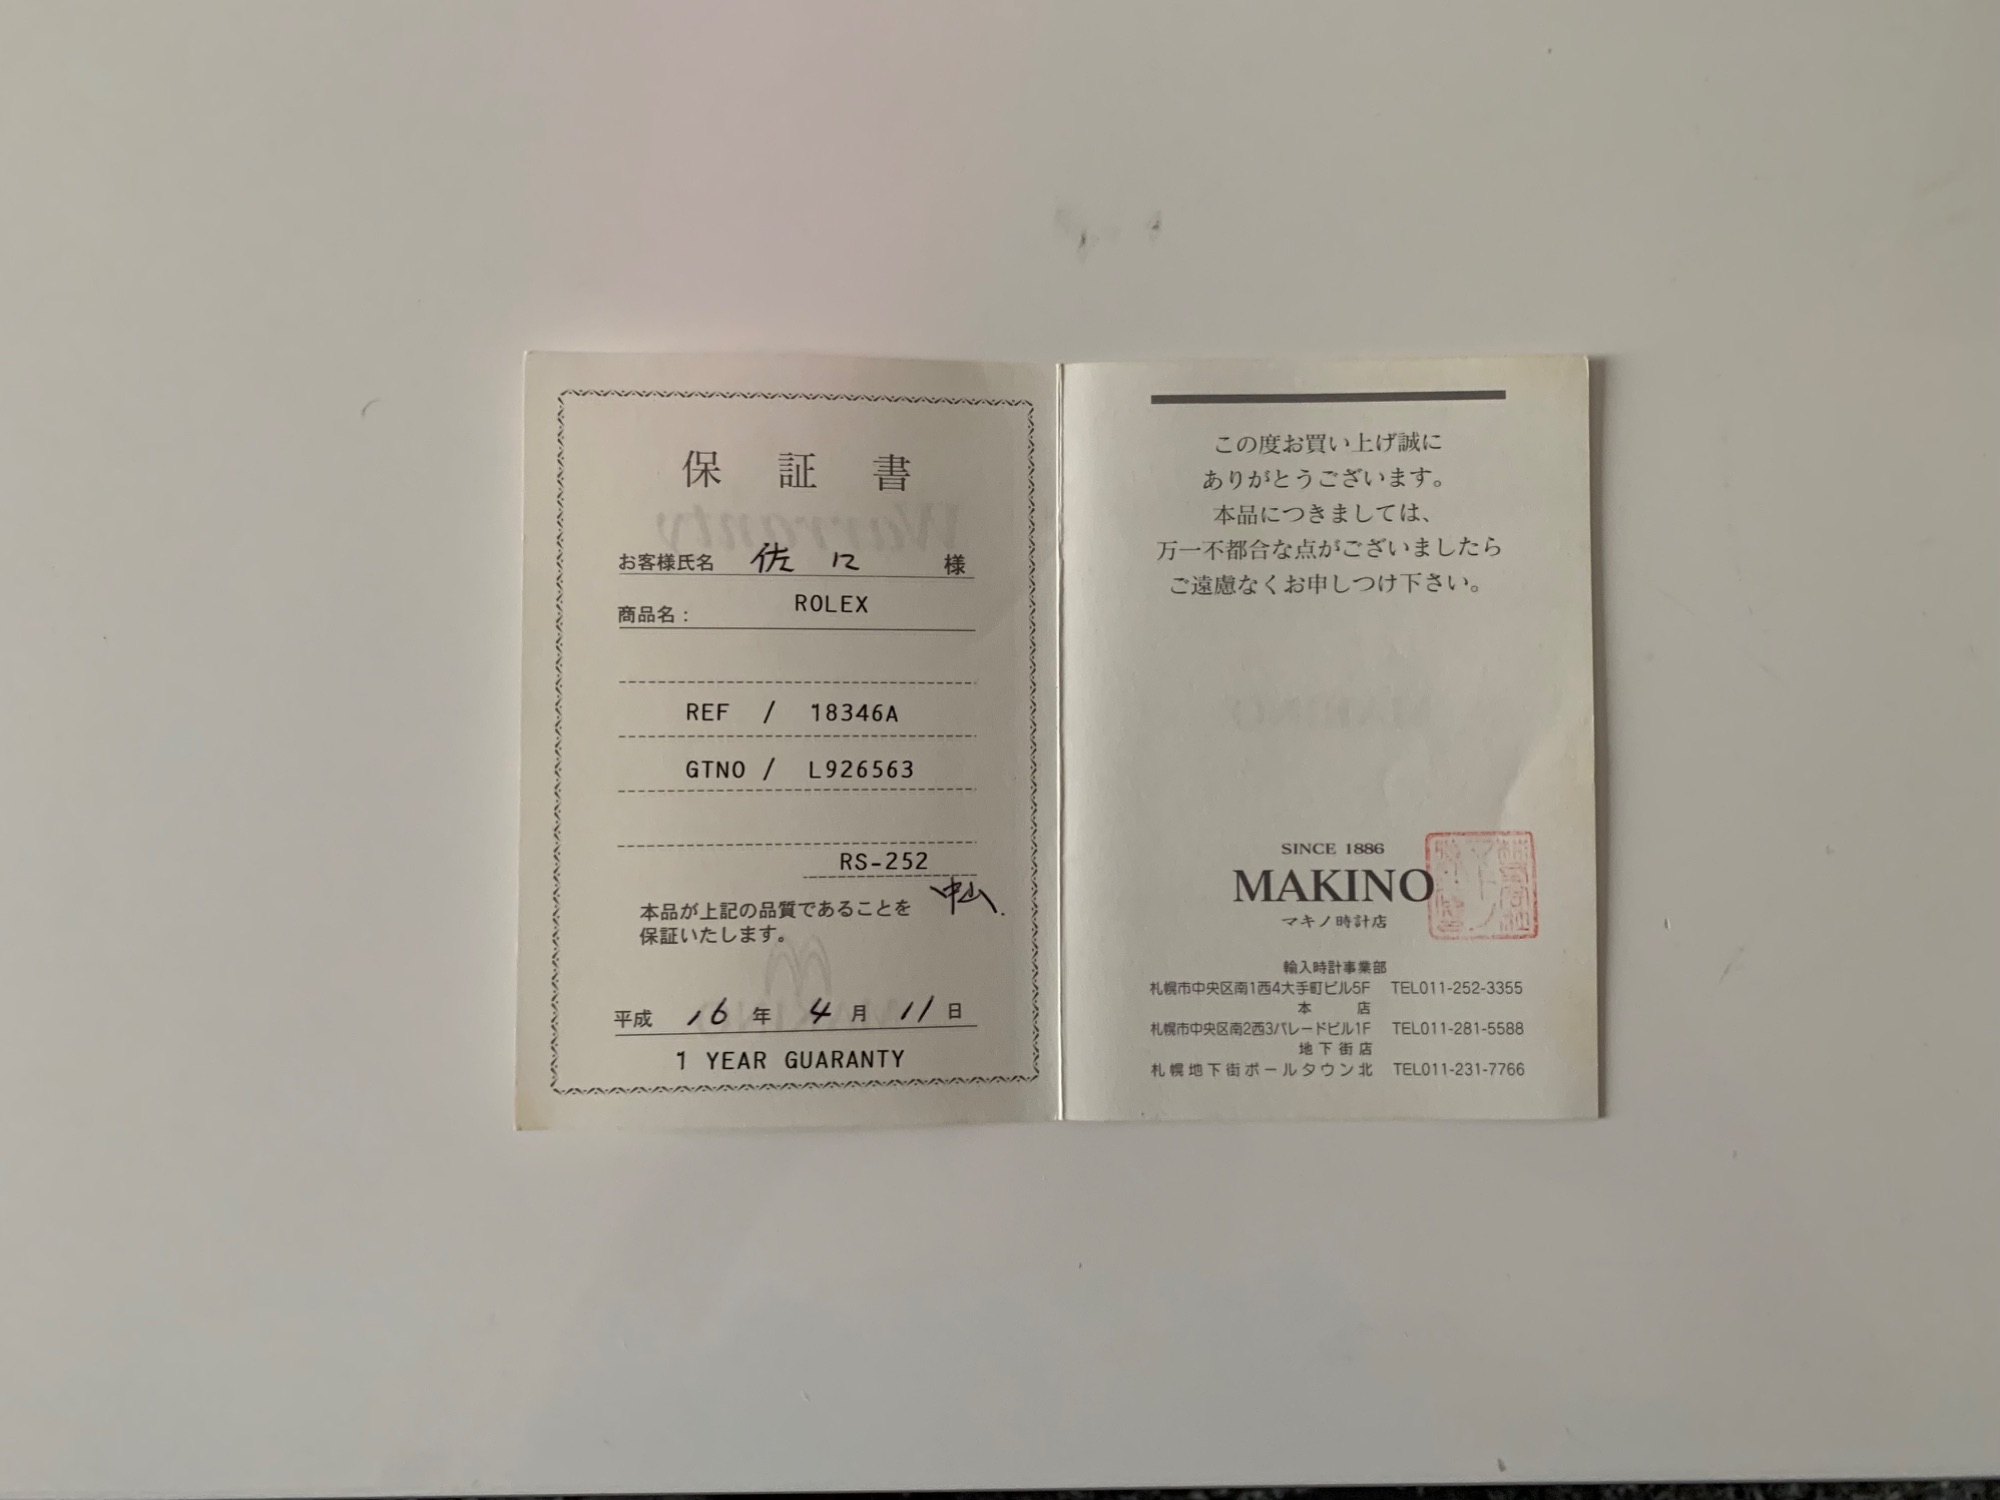 保証書
お客様氏名 佐口 様
商品名： ROLEX
REF / 18346A
GTNO / L926563
RS-252
中山
本品が上記の品質であることを
保証いたします。
平成 16 年 4 月 11 日
1 YEAR GUARANTY
この度お買い上げ誠に
ありがとうございます。
本品につきましては、
万一不都合な点がございましたら
ご遠慮なくお申しつけ下さい。
SINCE 1886
MAKINO
マキノ時計店
輸入時計事業部
札幌市中央区南1西4大手町ビル5F TEL011-252-3355
本店
札幌市中央区南2西3パレードビル1F TEL011-281-5588
地下街店
札幌地下街ポールタウン北 TEL011-231-7766